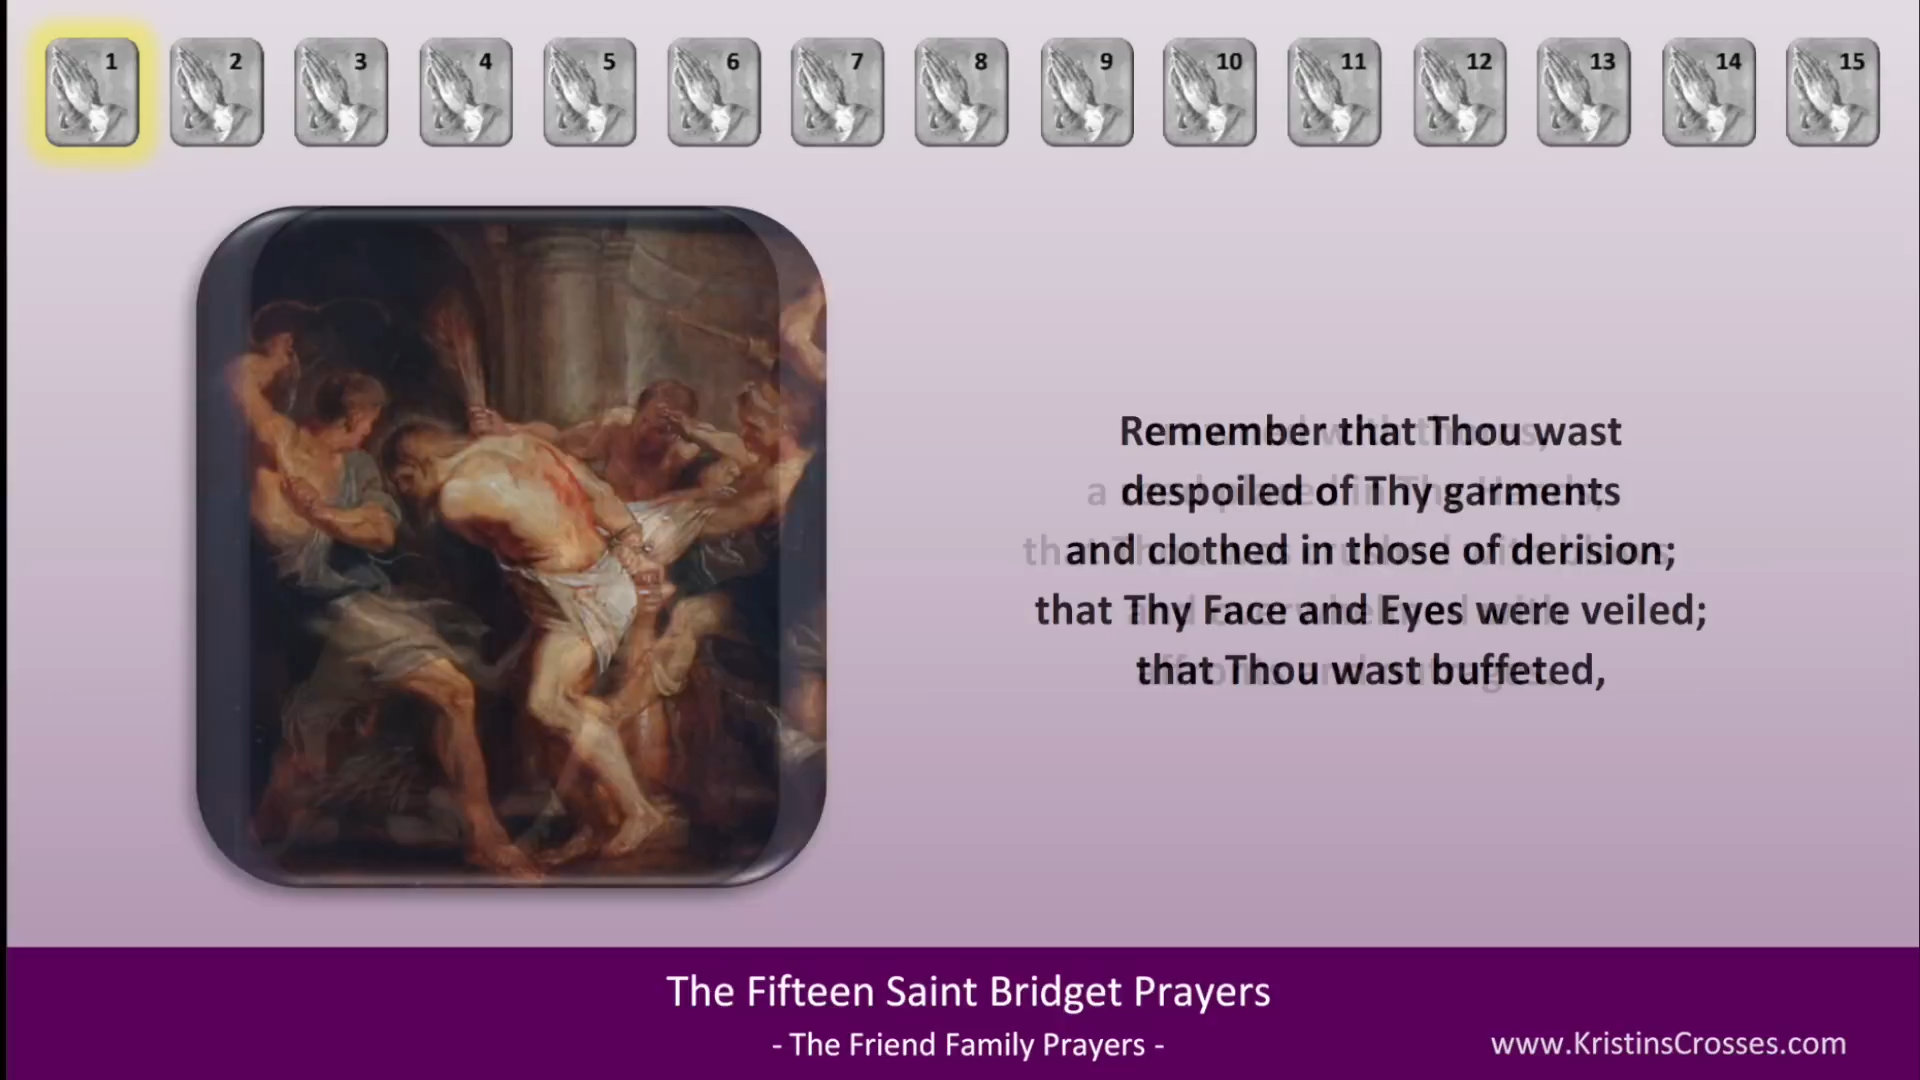 1 2 3 4 5 6 7 8 9 10 11 12 13 14 15
Remember that Thou wast
despoiled of Thy garments
and clothed in those of derision;
that Thy Face and Eyes were veiled;
that Thou wast buffeted,
The Fifteen Saint Bridget Prayers
- The Friend Family Prayers -
www.KristinsCrosses.com